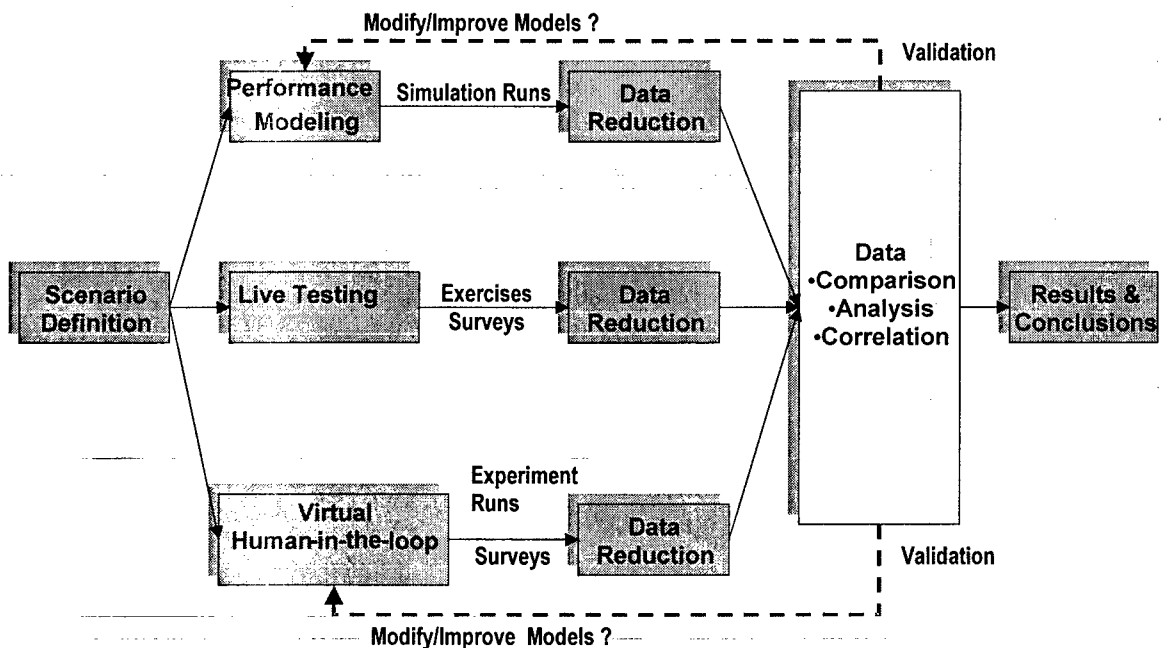 Modify/Improve Models ?
Validation
Performance
Modeling
Simulation Runs
Data
Reduction
Scenario
Definition
Live Testing
Exercises
Surveys
Data
Reduction
Data
•Comparison
•Analysis
•Correlation
Results &
Conclusions
Virtual
Human-in-the-loop
Experiment
Runs
Surveys
Data
Reduction
Validation
Modify/Improve Models ?